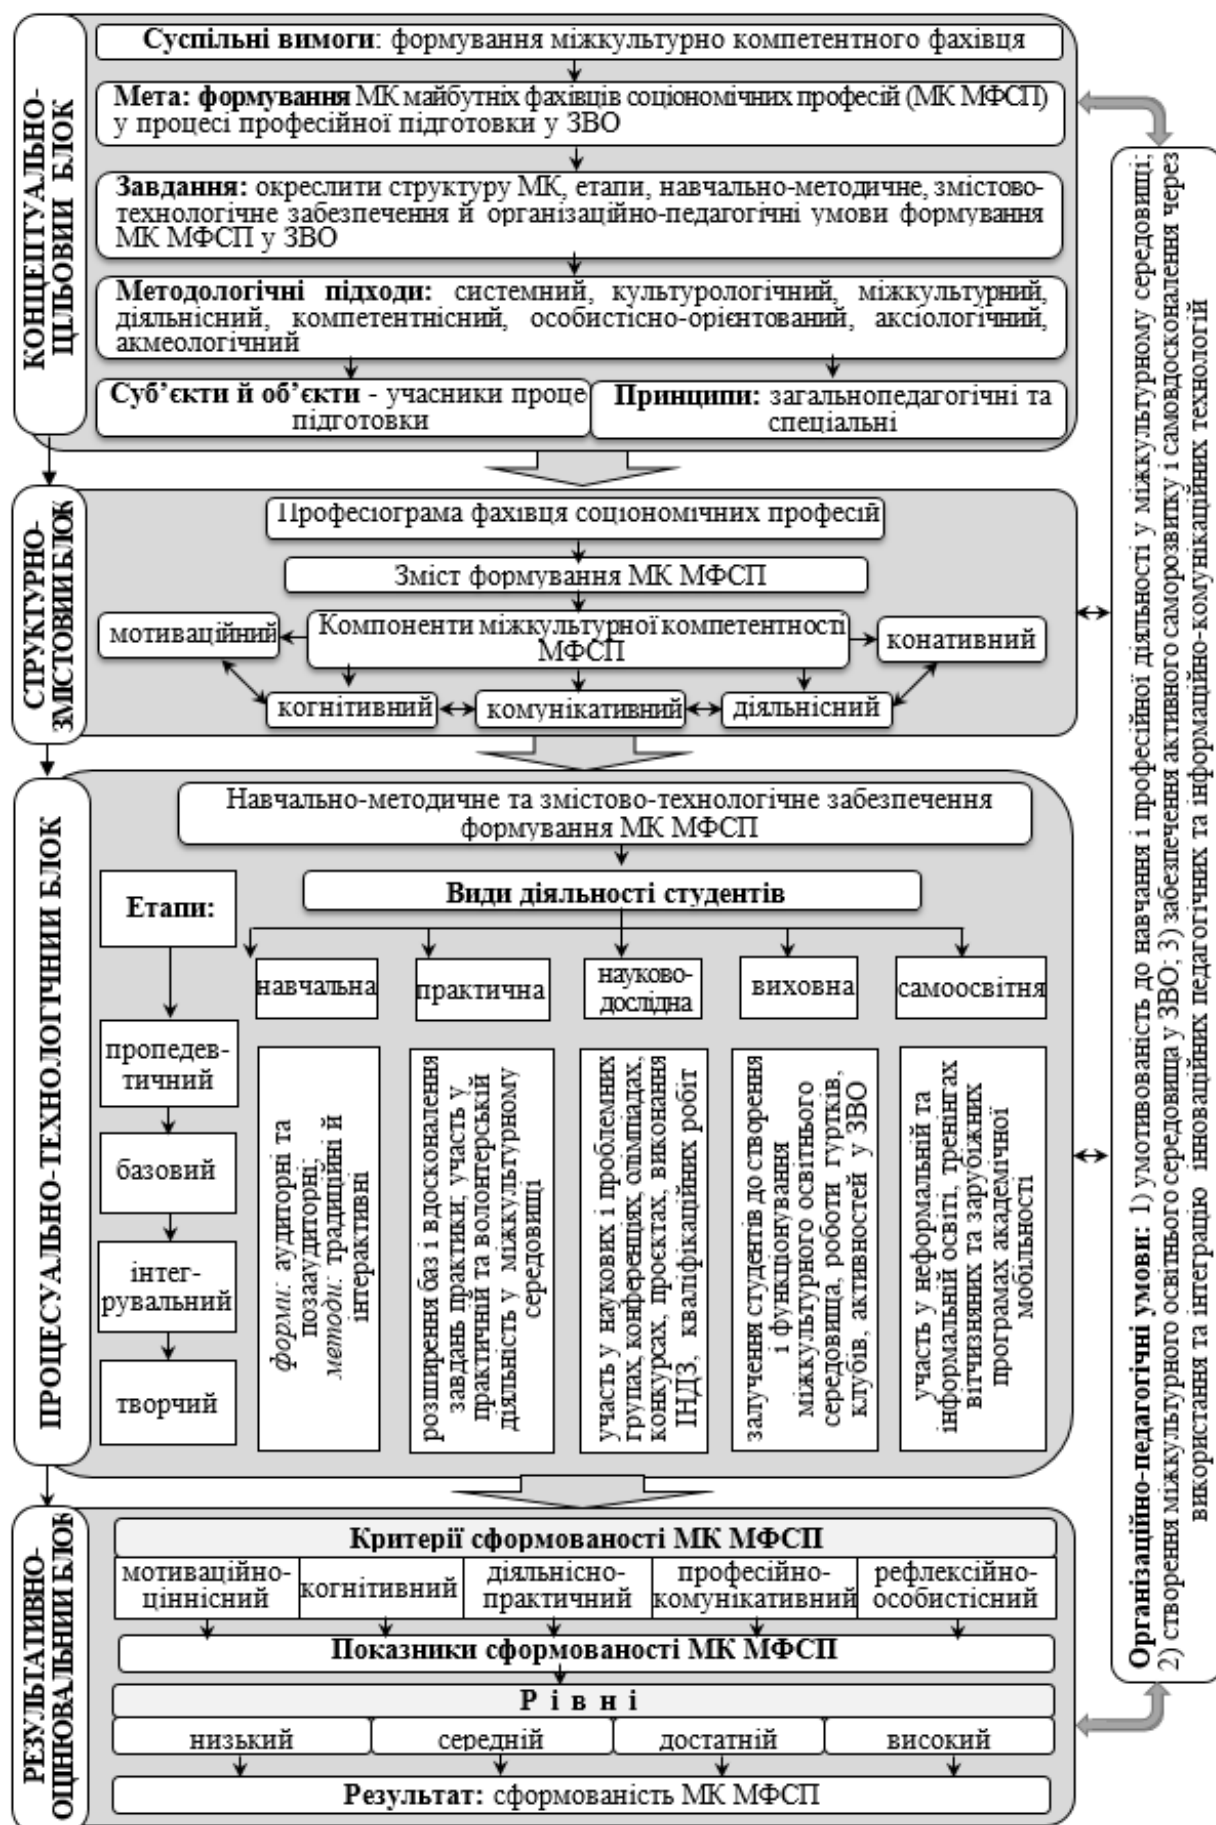 КОНЦЕПТУАЛЬНО-
ЦІЛЬОВИЙ БЛОК
Суспільні вимоги: формування міжкультурно компетентного фахівця
Мета: формування МК майбутніх фахівців соціономічних професій (МК МФСП)
у процесі професійної підготовки у ЗВО
Завдання: окреслити структуру МК, етапи, навчально-методичне, змістово-
технологічне забезпечення й організаційно-педагогічні умови формування
МК МФСП у ЗВО
Методологічні підходи: системний, культурологічний, міжкультурний,
діяльнісний, компетентнісний, особистісно-орієнтований, аксіологічний,
акмеологічний
Суб’єкти й об’єкти - учасники проце
підготовки
Принципи: загальнопедагогічні та
спеціальні
СТРУКТУРНО-
ЗМІСТОВИЙ БЛОК
Професіограма фахівця соціономічних професій
Зміст формування МК МФСП
Компоненти міжкультурної компетентності
МФСП
мотиваційний
конативний
когнітивний
комунікативний
діяльнісний
ПРОЦЕСУАЛЬНО-ТЕХНОЛОГІЧНИЙ БЛОК
Навчально-методичне та змістово-технологічне забезпечення
формування МК МФСП
Види діяльності студентів
Етапи:
пропедев-
тичний
базовий
інтег-
рувальний
творчий
навчальна
практична
науково-
дослідна
виховна
самоосвітня
форми: аудиторні та
позааудиторні;
методи: традиційні й
інтерактивні
розширення баз і вдосконалення
завдань практики, участь у
практичній та волонтерській
діяльність у міжкультурному
середовищі
участь у наукових і проблемних
групах, конференціях, олімпіадах,
конкурсах, проєктах, виконання
ІНДЗ, кваліфікаційних робіт
залучення студентів до створення
і функціонування
міжкультурного освітнього
середовища, роботи гуртків,
клубів, активностей у ЗВО
участь у неформальній та
інформальній освіті, тренінгах
вітчизняних та зарубіжних
програмах академічної
мобільності
РЕЗУЛЬТАТИВНО-
ОЦІНЮВАЛЬНИЙ БЛОК
Критерії сформованості МК МФСП
мотиваційно-
ціннісний
когнітивний
діяльнісно-
практичний
професійно-
комунікативний
рефлексійно-
особистісний
Показники сформованості МК МФСП
Рівні
низький
середній
достатній
високий
Результат: сформованість МК МФСП
Організаційно-педагогічні умови: 1) умотивованість до навчання і професійної діяльності у міжкультурному середовищі;
2) створення міжкультурного освітнього середовища у ЗВО; 3) забезпечення активного саморозвитку і самовдосконалення через
використання та інтеграцію інноваційних педагогічних та інформаційно-комунікаційних технологій